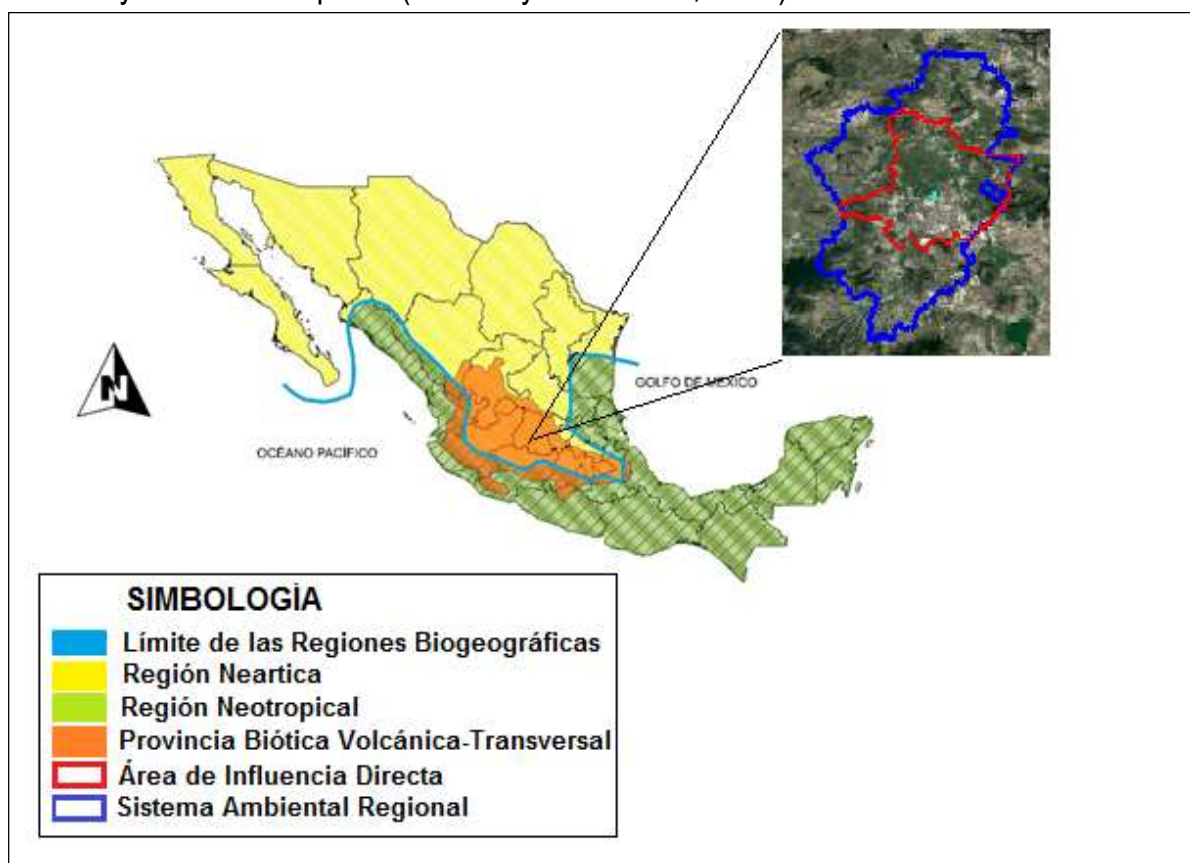 GOLFO DE MEXICO
N
OCÉANO PACÍFICO
SIMBOLOGÍA
Límite de las Regiones Biogeográficas
Región Neartica
Región Neotropical
Provincia Biótica Volcánica-Transversal
Área de Influencia Directa
Sistema Ambiental Regional